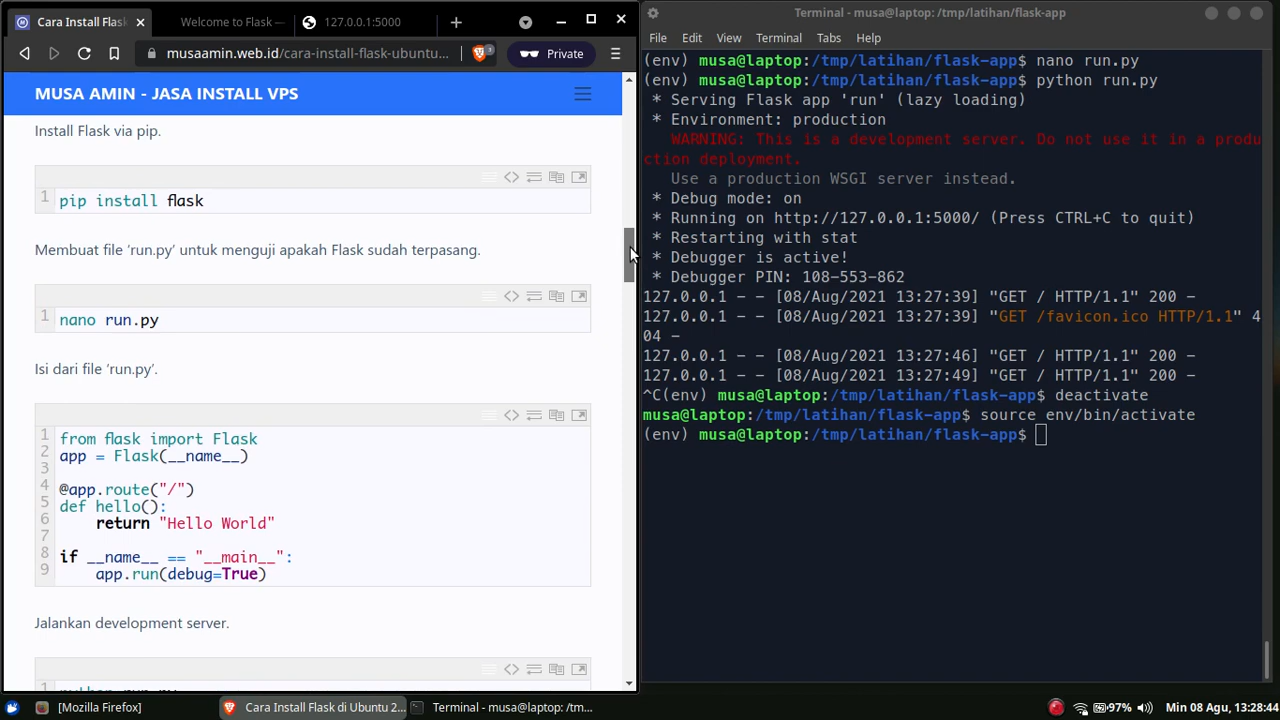 Cara Install Flask
Welcome to Flask —
127.0.0.1:5000
musaamin.web.id/cara-install-flask-ubuntu...
3
Private
MUSA AMIN - JASA INSTALL VPS
Install Flask via pip.
1
pip install flask
Membuat file ‘run.py’ untuk menguji apakah Flask sudah terpasang.
1
nano run.py
Isi dari file ‘run.py’.
1 from flask import Flask
2 app = Flask(__name__)
3
4 @app.route("/")
5 def hello():
6 return "Hello World"
7
8 if __name__ == "__main__":
9 app.run(debug=True)
Jalankan development server.
1 python run.py
Terminal - musa@laptop: /tmp/latihan/flask-app
File Edit View Terminal Tabs Help
(env) musa@laptop:/tmp/latihan/flask-app$ nano run.py
(env) musa@laptop:/tmp/latihan/flask-app$ python run.py
* Serving Flask app 'run' (lazy loading)
* Environment: production
WARNING: This is a development server. Do not use it in a produ
ction deployment.
Use a production WSGI server instead.
* Debug mode: on
* Running on http://127.0.0.1:5000/ (Press CTRL+C to quit)
* Restarting with stat
* Debugger is active!
* Debugger PIN: 108-553-862
127.0.0.1 - - [08/Aug/2021 13:27:39] "GET / HTTP/1.1" 200 -
127.0.0.1 - - [08/Aug/2021 13:27:39] "GET /favicon.ico HTTP/1.1" 4
04 -
127.0.0.1 - - [08/Aug/2021 13:27:46] "GET / HTTP/1.1" 200 -
127.0.0.1 - - [08/Aug/2021 13:27:49] "GET / HTTP/1.1" 200 -
^C(env) musa@laptop:/tmp/latihan/flask-app$ deactivate
musa@laptop:/tmp/latihan/flask-app$ source env/bin/activate
(env) musa@laptop:/tmp/latihan/flask-app$
[Mozilla Firefox]
Cara Install Flask di Ubuntu 2...
Terminal - musa@laptop: /tm...
97%
Min 08 Agu, 13:28:44